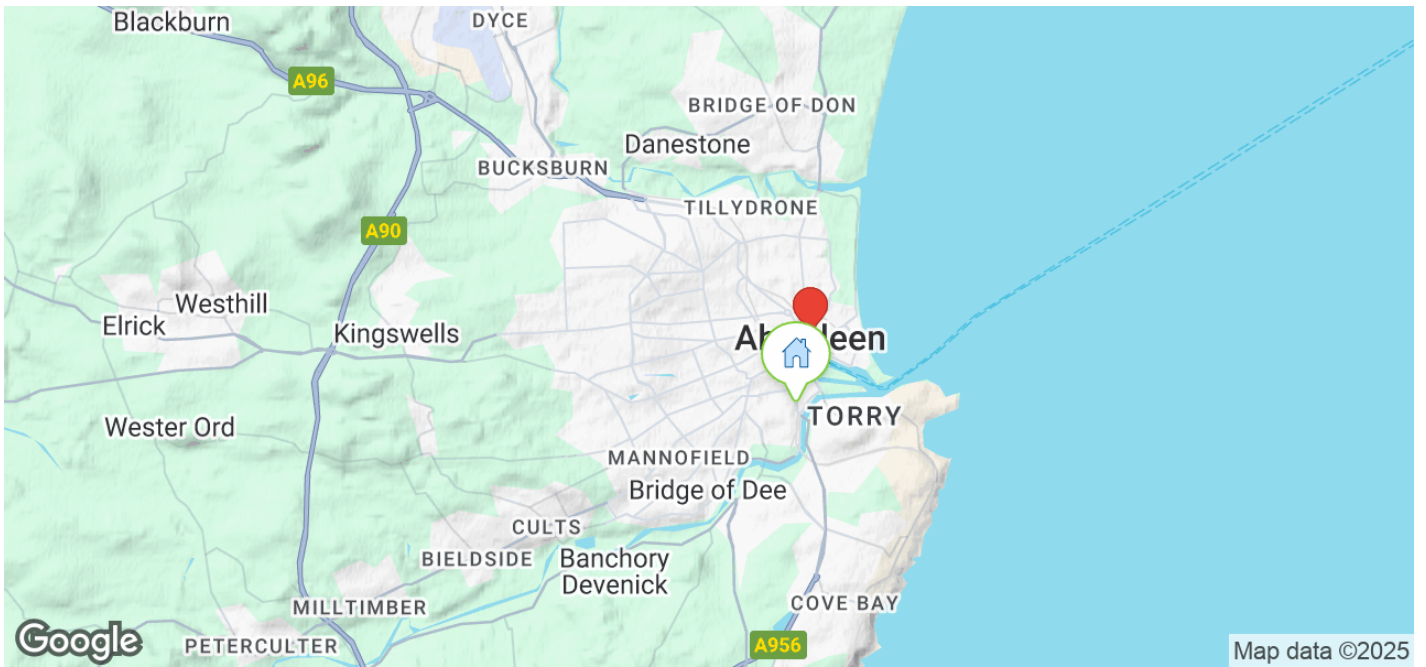 Blackburn
DYCE
A96
BRIDGE OF DON
Danestone
BUCKSBURN
TILLYDRONE
A90
Westhill
Elrick
Kingswells
TORRY
Wester Ord
MANNOFIELD
Bridge of Dee
CULTS
BIELDSIDE
Banchory
Devenick
MILLTIMBER
COVE BAY
PETERCULTER
A956
Google
Map data ©2025